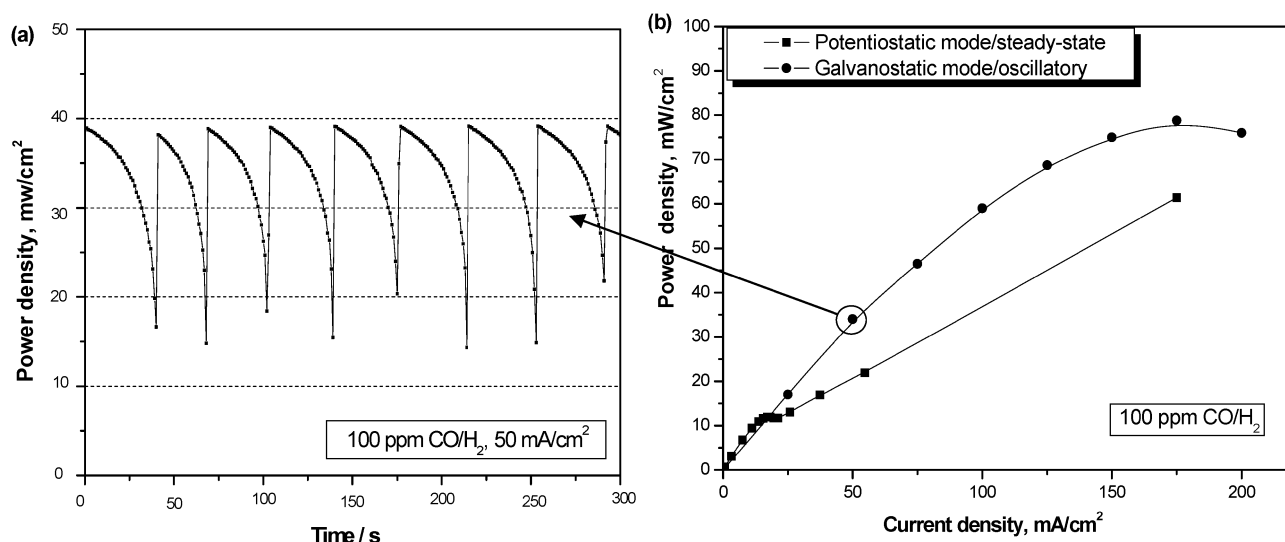 (a)
50
40
30
20
10
0
Power density, mw/cm²
100 ppm CO/H₂, 50 mA/cm²
0 50 100 150 200 250 300
Time / s
(b)
100
90
80
70
60
50
40
30
20
10
0
Power density, mW/cm²
Potentiostatic mode/steady-state
Galvanostatic mode/oscillatory
100 ppm CO/H₂
0 50 100 150 200
Current density, mA/cm²